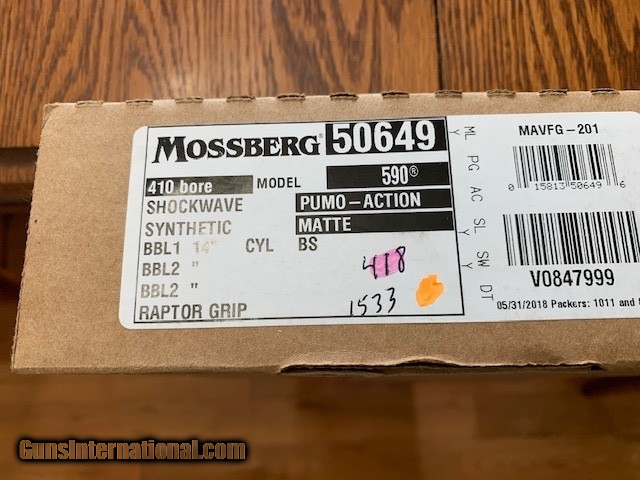 MOSSBERG® 50649
410 bore MODEL 590®
SHOCKWAVE PUMO-ACTION
SYNTHETIC MATTE
BBL1 14" CYL BS
BBL2 "
BBL2 "
RAPTOR GRIP
418
1533
ML PG AC SL SW DT
Y Y Y
MAVFG-201
0 15813 50649 6
V0847999
05/31/2018 Packers: 1011 and
GunsInternational.com